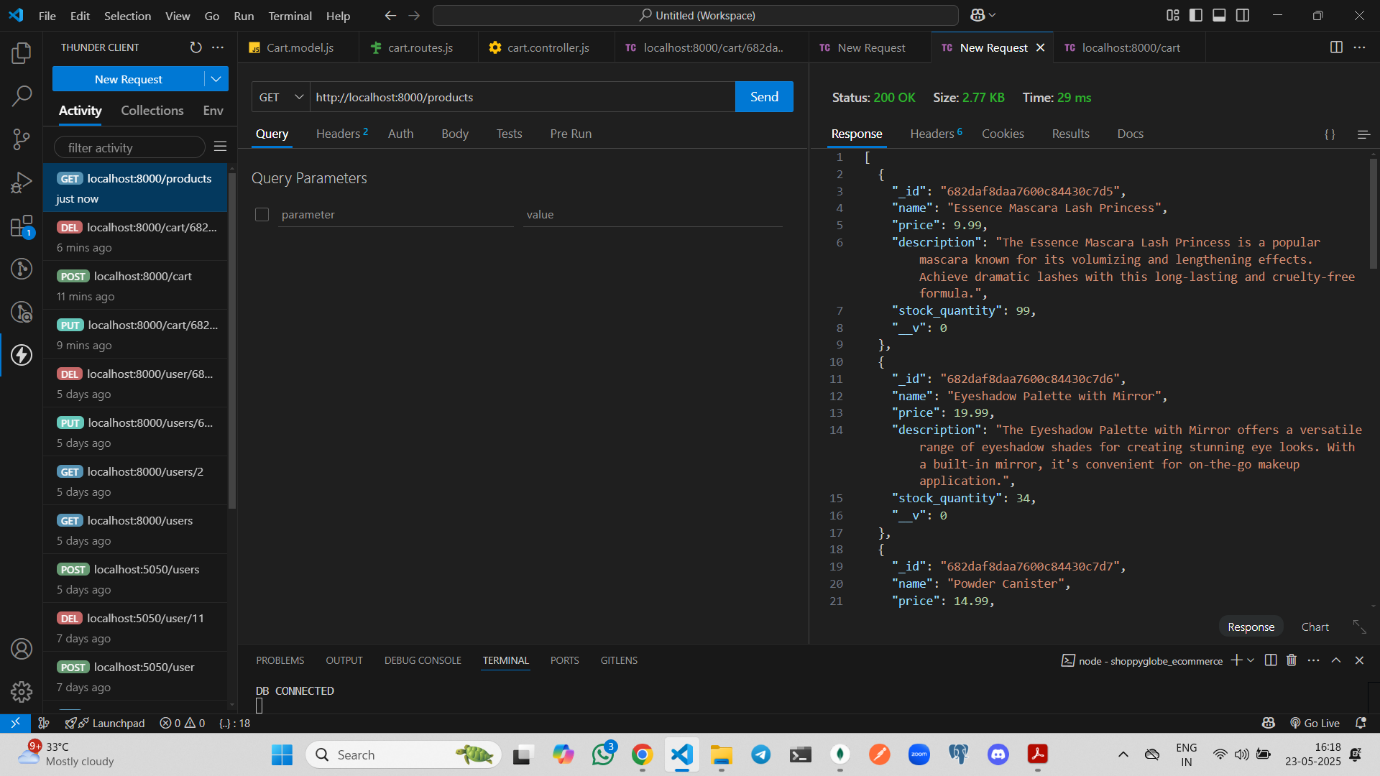 File Edit Selection View Go Run Terminal Help
Untitled (Workspace)
THUNDER CLIENT
New Request
Activity Collections Env
filter activity
GET localhost:8000/products
just now
DEL localhost:8000/cart/682...
6 mins ago
POST localhost:8000/cart
11 mins ago
PUT localhost:8000/cart/682...
9 mins ago
DEL localhost:8000/user/68...
5 days ago
PUT localhost:8000/users/6...
5 days ago
GET localhost:8000/users/2
5 days ago
GET localhost:8000/users
5 days ago
POST localhost:5050/users
5 days ago
DEL localhost:5050/user/11
7 days ago
POST localhost:5050/user
7 days ago
Cart.model.js cart.routes.js cart.controller.js TC localhost:8000/cart/682da.. TC New Request TC New Request TC localhost:8000/cart
GET http://localhost:8000/products Send
Query Headers 2 Auth Body Tests Pre Run
Query Parameters
parameter value
Status: 200 OK Size: 2.77 KB Time: 29 ms
Response Headers 6 Cookies Results Docs {}
1 [
2 {
3 "_id": "682daf8daa7600c84430c7d5",
4 "name": "Essence Mascara Lash Princess",
5 "price": 9.99,
6 "description": "The Essence Mascara Lash Princess is a popular
mascara known for its volumizing and lengthening effects.
Achieve dramatic lashes with this long-lasting and cruelty-free
formula.",
7 "stock_quantity": 99,
8 "__v": 0
9 },
10 {
11 "_id": "682daf8daa7600c84430c7d6",
12 "name": "Eyeshadow Palette with Mirror",
13 "price": 19.99,
14 "description": "The Eyeshadow Palette with Mirror offers a versatile
range of eyeshadow shades for creating stunning eye looks. With
a built-in mirror, it's convenient for on-the-go makeup
application.",
15 "stock_quantity": 34,
16 "__v": 0
17 },
18 {
19 "_id": "682daf8daa7600c84430c7d7",
20 "name": "Powder Canister",
21 "price": 14.99,
Response Chart
PROBLEMS OUTPUT DEBUG CONSOLE TERMINAL PORTS GITLENS
node - shoppyglobe_ecommerce
DB CONNECTED
1
Launchpad 0 0 {..} : 18
Go Live
9+ 33°C
Mostly cloudy
Search
3
zoom
ENG
IN
16:18
23-05-2025